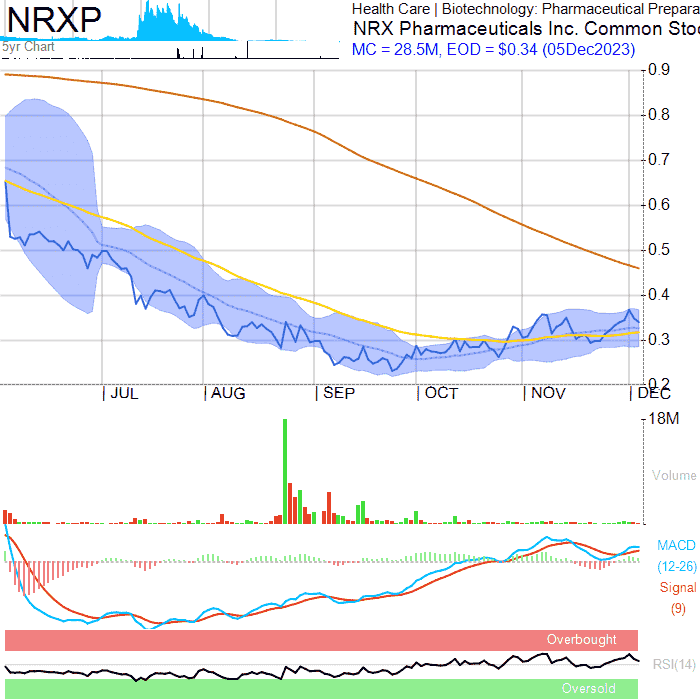 NRXP
5yr Chart
Health Care | Biotechnology: Pharmaceutical Prepara
NRX Pharmaceuticals Inc. Common Sto
MC = 28.5M, EOD = $0.34 (05Dec2023)
0.9
0.8
0.7
0.6
0.5
0.4
0.3
0.2
JUL AUG SEP OCT NOV DEC
18M
Volume
MACD
(12-26)
Signal
(9)
Overbought
RSI(14)
Oversold